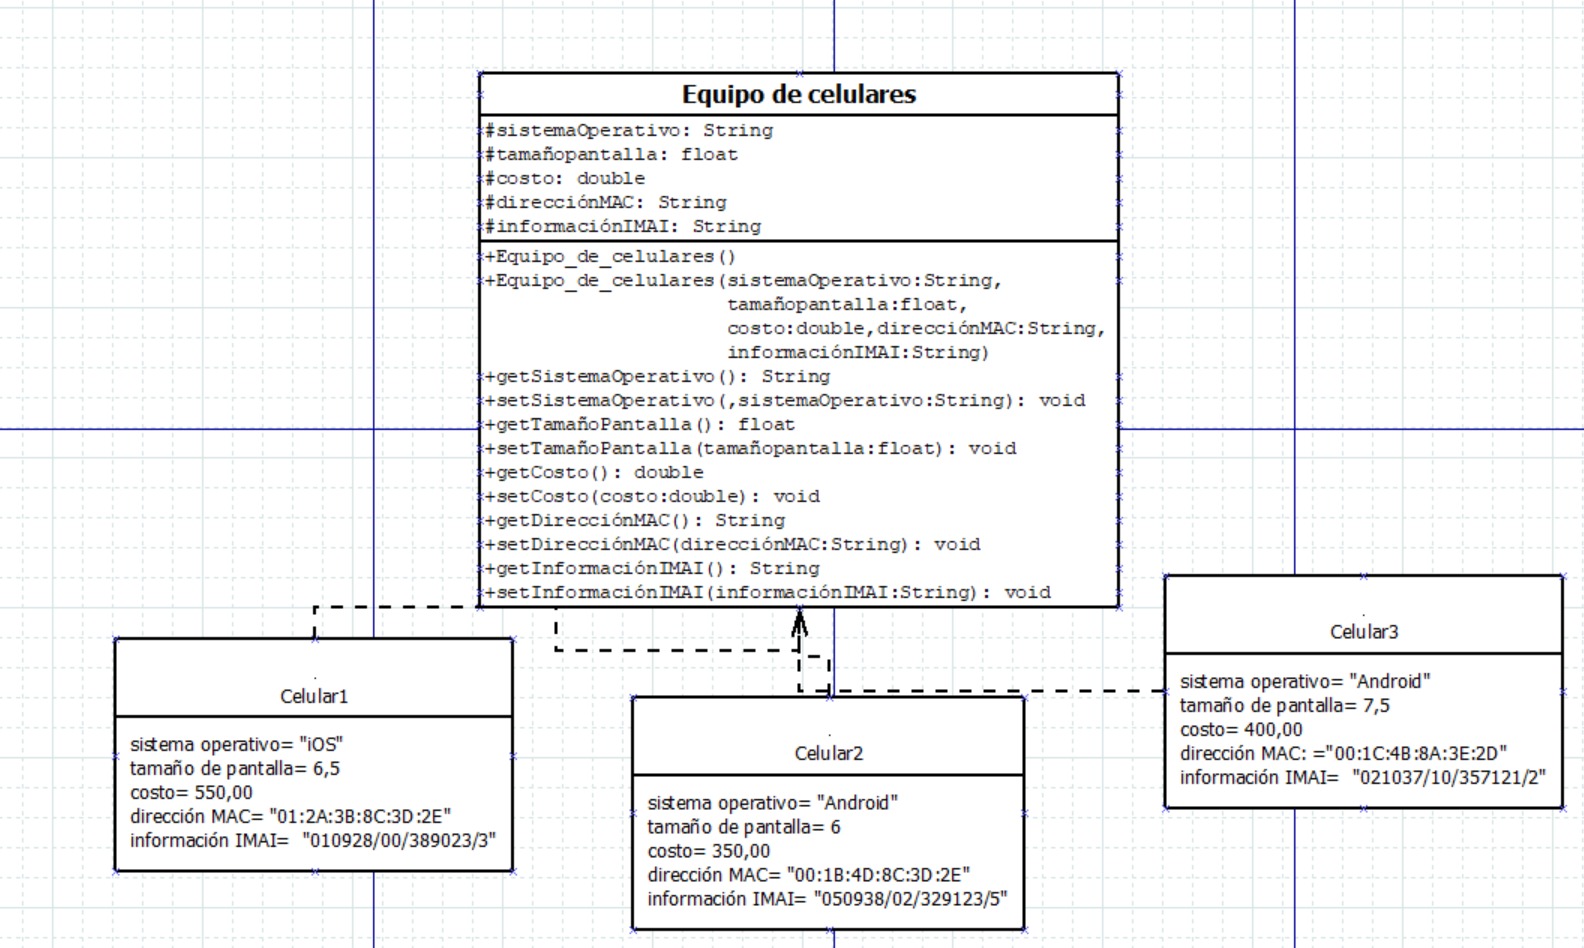 Equipo de celulares
#sistemaOperativo: String
#tamañopantalla: float
#costo: double
#direcciónMAC: String
#informaciónIMAI: String
+Equipo_de_celulares()
+Equipo_de_celulares(sistemaOperativo:String,
tamañopantalla:float,
costo:double,direcciónMAC:String,
informaciónIMAI:String)
+getSistemaOperativo(): String
+setSistemaOperativo(,sistemaOperativo:String): void
+getTamañoPantalla(): float
+setTamañoPantalla(tamañopantalla:float): void
+getCosto(): double
+setCosto(costo:double): void
+getDirecciónMAC(): String
+setDirecciónMAC(direcciónMAC:String): void
+getInformaciónIMAI(): String
+setInformaciónIMAI(informaciónIMAI:String): void
Celular1
sistema operativo= "iOS"
tamaño de pantalla= 6,5
costo= 550,00
dirección MAC= "01:2A:3B:8C:3D:2E"
información IMAI= "010928/00/389023/3"
Celular2
sistema operativo= "Android"
tamaño de pantalla= 6
costo= 350,00
dirección MAC= "00:1B:4D:8C:3D:2E"
información IMAI= "050938/02/329123/5"
Celular3
sistema operativo= "Android"
tamaño de pantalla= 7,5
costo= 400,00
dirección MAC: ="00:1C:4B:8A:3E:2D"
información IMAI= "021037/10/357121/2"